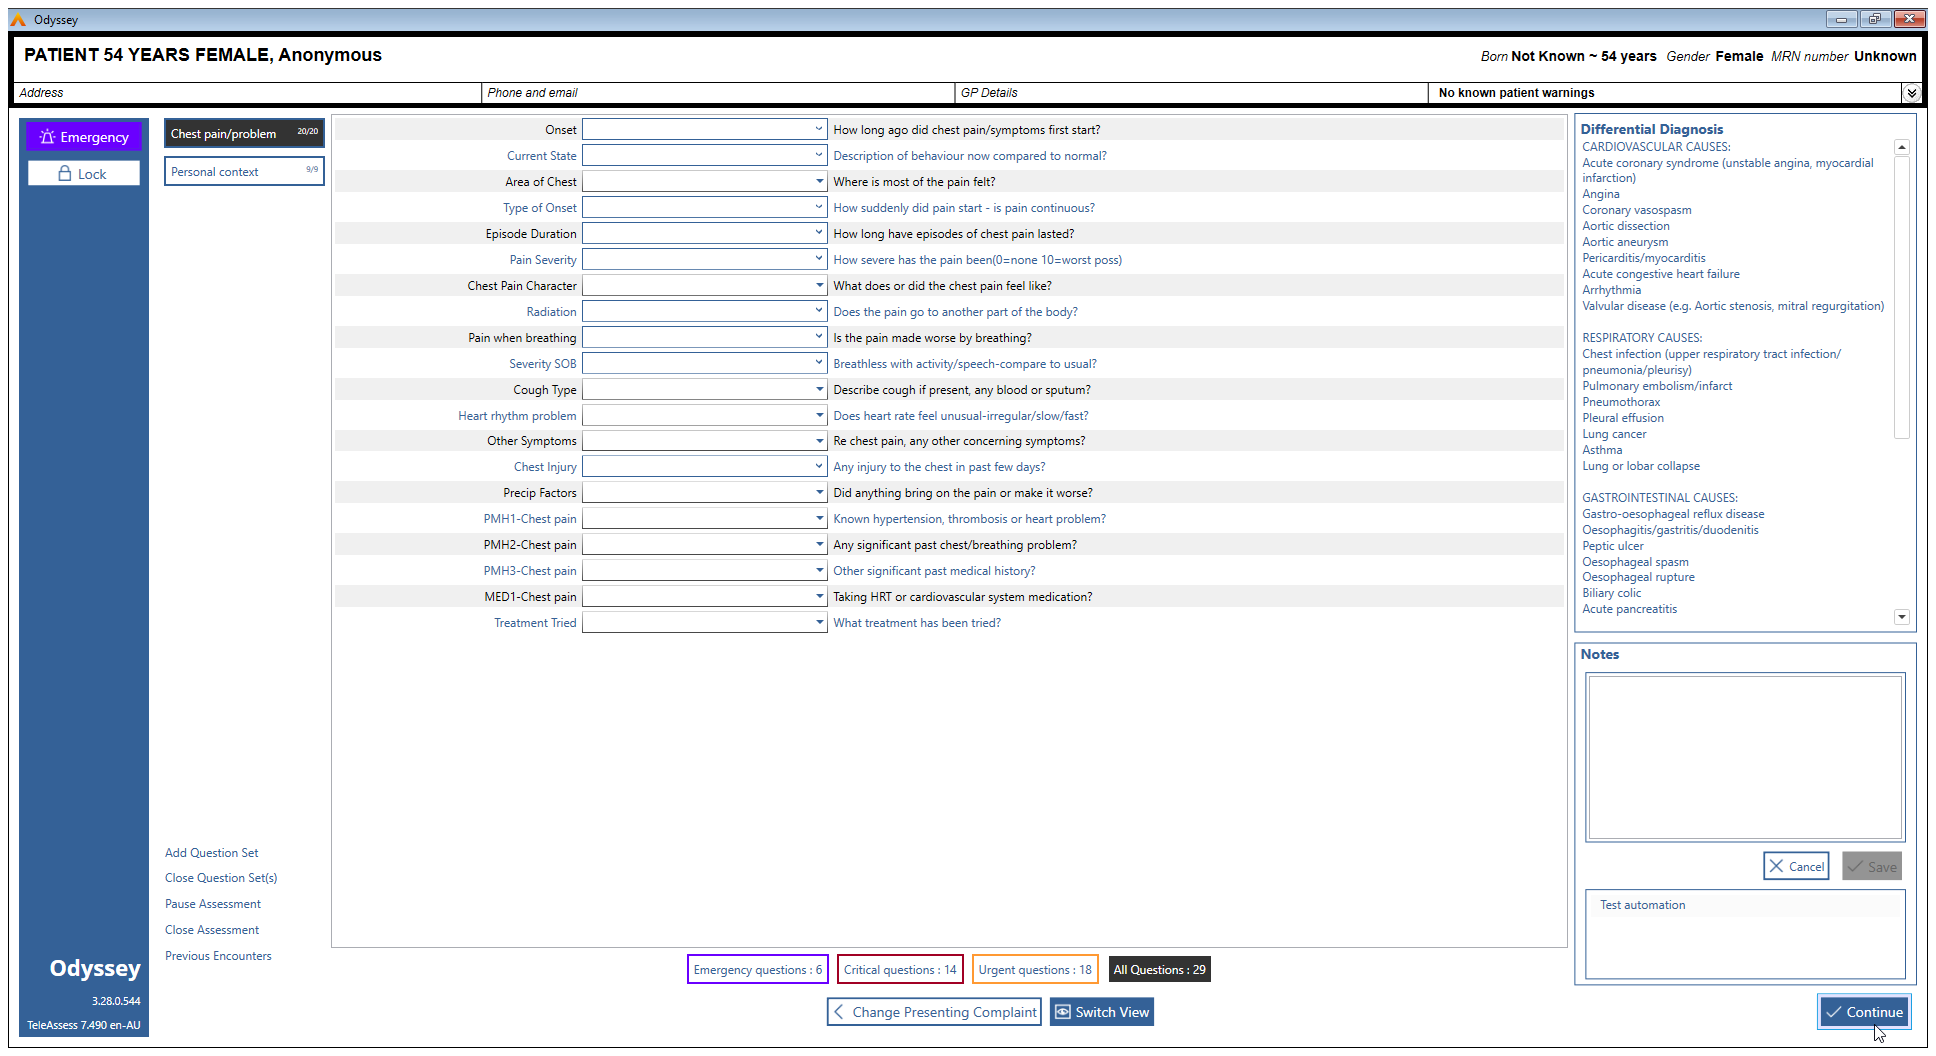 Odyssey
PATIENT 54 YEARS FEMALE, Anonymous
Born Not Known ~ 54 years Gender Female MRN number Unknown
Address
Phone and email
GP Details
No known patient warnings
Emergency
Lock
Chest pain/problem 20/20
Personal context 9/9
Onset How long ago did chest pain/symptoms first start?
Current State Description of behaviour now compared to normal?
Area of Chest Where is most of the pain felt?
Type of Onset How suddenly did pain start - is pain continuous?
Episode Duration How long have episodes of chest pain lasted?
Pain Severity How severe has the pain been(0=none 10=worst poss)
Chest Pain Character What does or did the chest pain feel like?
Radiation Does the pain go to another part of the body?
Pain when breathing Is the pain made worse by breathing?
Severity SOB Breathless with activity/speech-compare to usual?
Cough Type Describe cough if present, any blood or sputum?
Heart rhythm problem Does heart rate feel unusual-irregular/slow/fast?
Other Symptoms Re chest pain, any other concerning symptoms?
Chest Injury Any injury to the chest in past few days?
Precip Factors Did anything bring on the pain or make it worse?
PMH1-Chest pain Known hypertension, thrombosis or heart problem?
PMH2-Chest pain Any significant past chest/breathing problem?
PMH3-Chest pain Other significant past medical history?
MED1-Chest pain Taking HRT or cardiovascular system medication?
Treatment Tried What treatment has been tried?
Differential Diagnosis
CARDIOVASCULAR CAUSES:
Acute coronary syndrome (unstable angina, myocardial
infarction)
Angina
Coronary vasospasm
Aortic dissection
Aortic aneurysm
Pericarditis/myocarditis
Acute congestive heart failure
Arrhythmia
Valvular disease (e.g. Aortic stenosis, mitral regurgitation)
RESPIRATORY CAUSES:
Chest infection (upper respiratory tract infection/
pneumonia/pleurisy)
Pulmonary embolism/infarct
Pneumothorax
Pleural effusion
Lung cancer
Asthma
Lung or lobar collapse
GASTROINTESTINAL CAUSES:
Gastro-oesophageal reflux disease
Oesophagitis/gastritis/duodenitis
Peptic ulcer
Oesophageal spasm
Oesophageal rupture
Biliary colic
Acute pancreatitis
Notes
Cancel
Save
Test automation
Add Question Set
Close Question Set(s)
Pause Assessment
Close Assessment
Previous Encounters
Odyssey
3.28.0.544
TeleAssess 7.490 en-AU
Emergency questions : 6
Critical questions : 14
Urgent questions : 18
All Questions : 29
Change Presenting Complaint
Switch View
Continue